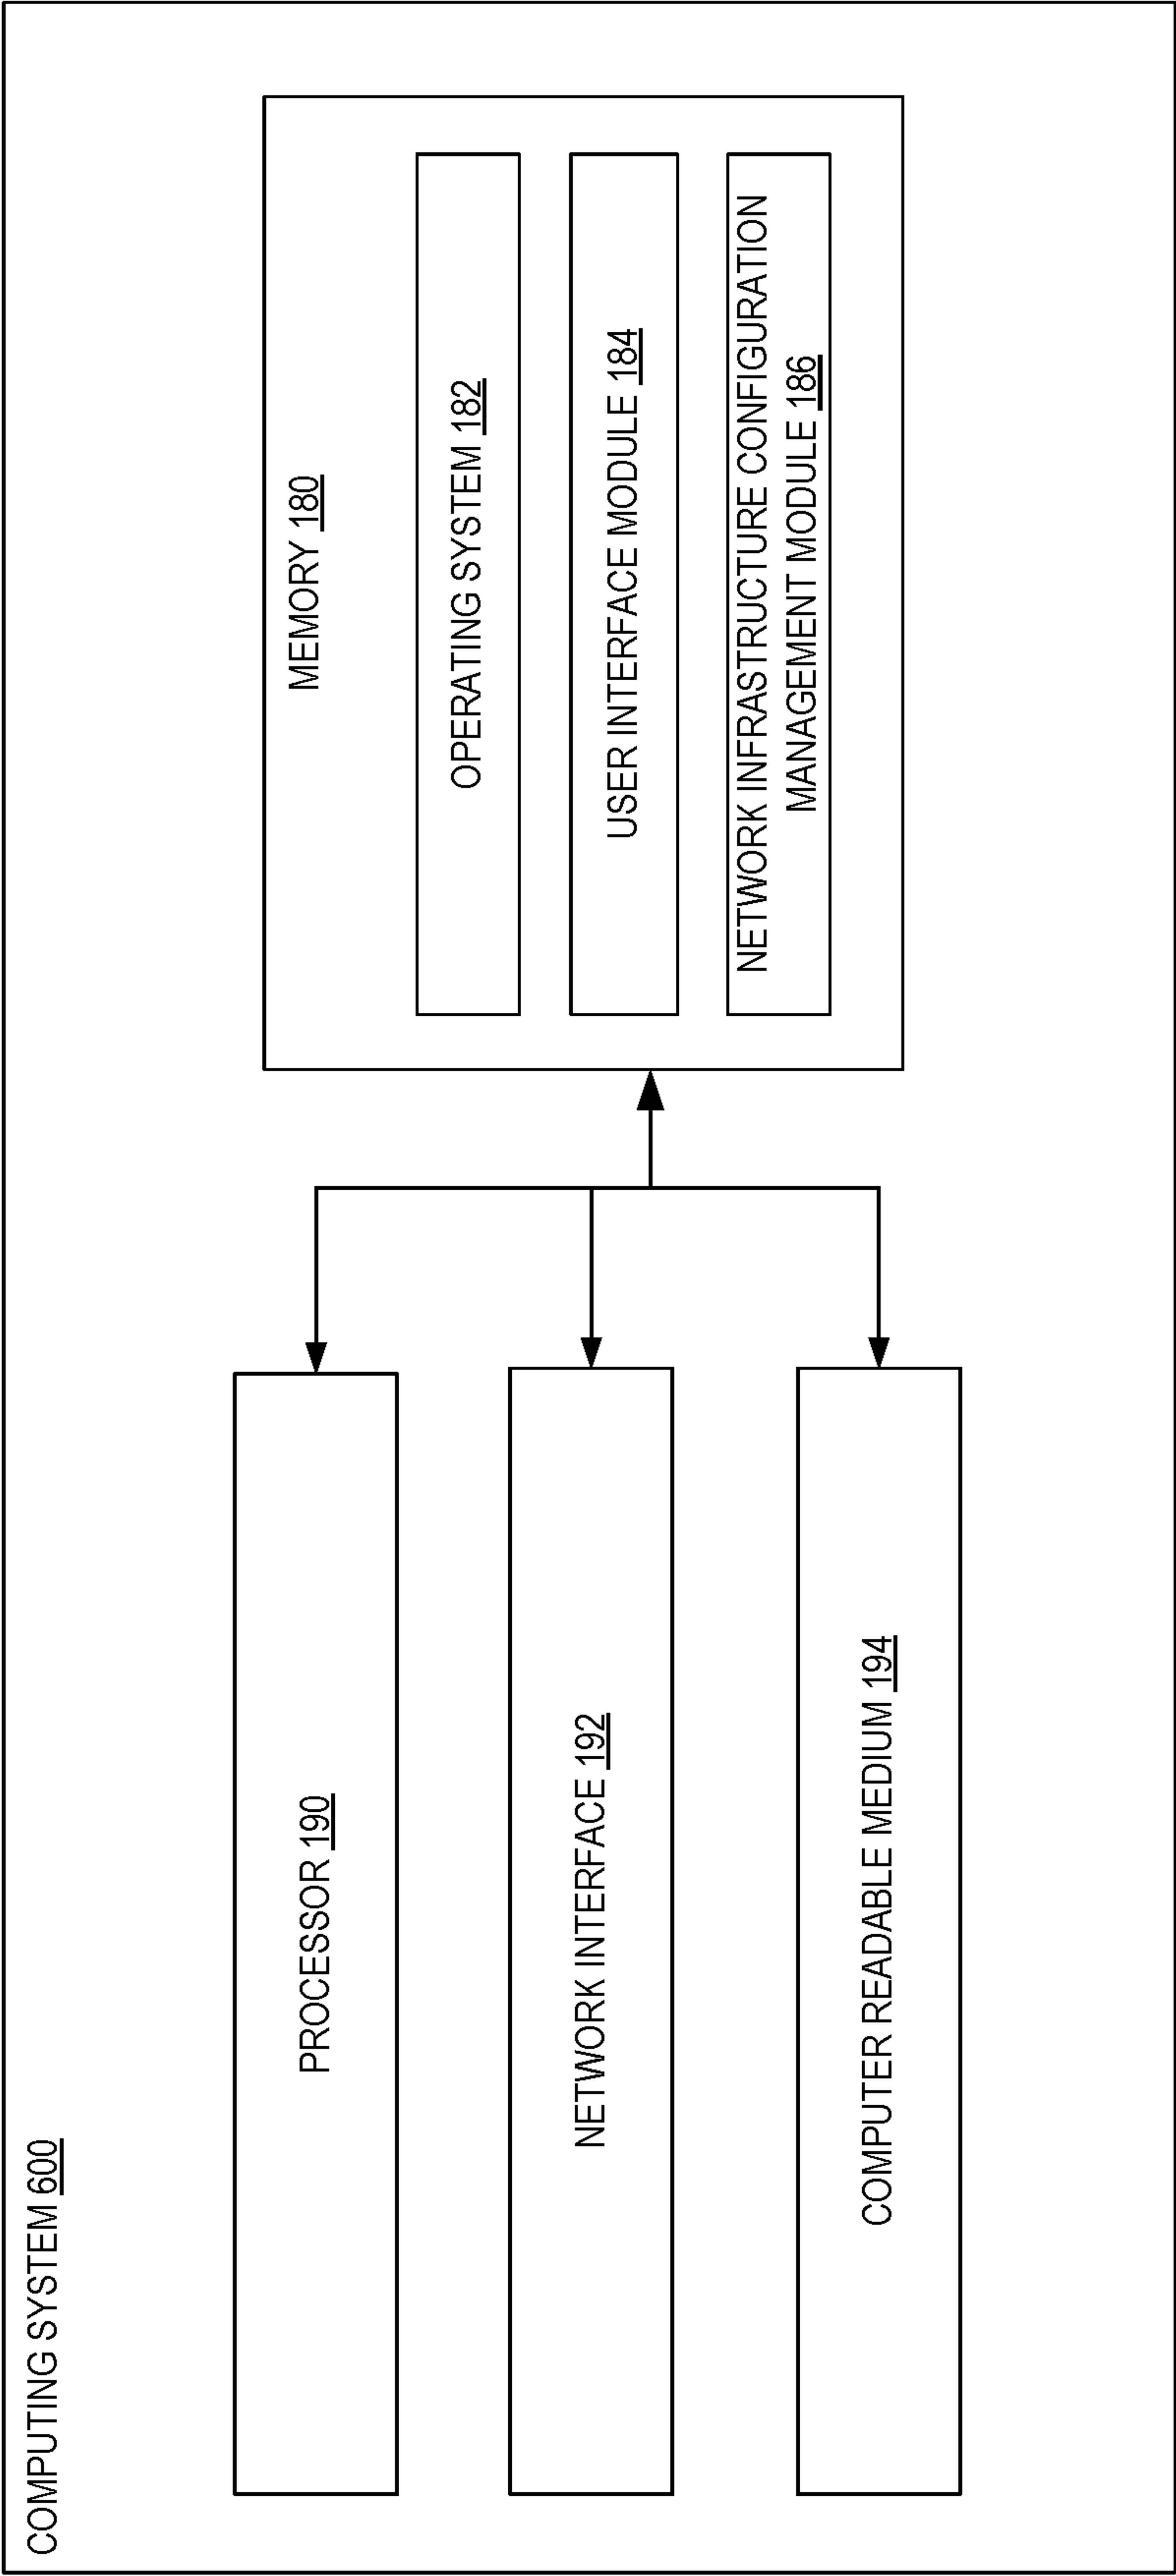 COMPUTING SYSTEM 600
PROCESSOR 190
NETWORK INTERFACE 192
COMPUTER READABLE MEDIUM 194
MEMORY 180
OPERATING SYSTEM 182
USER INTERFACE MODULE 184
NETWORK INFRASTRUCTURE CONFIGURATION
MANAGEMENT MODULE 186